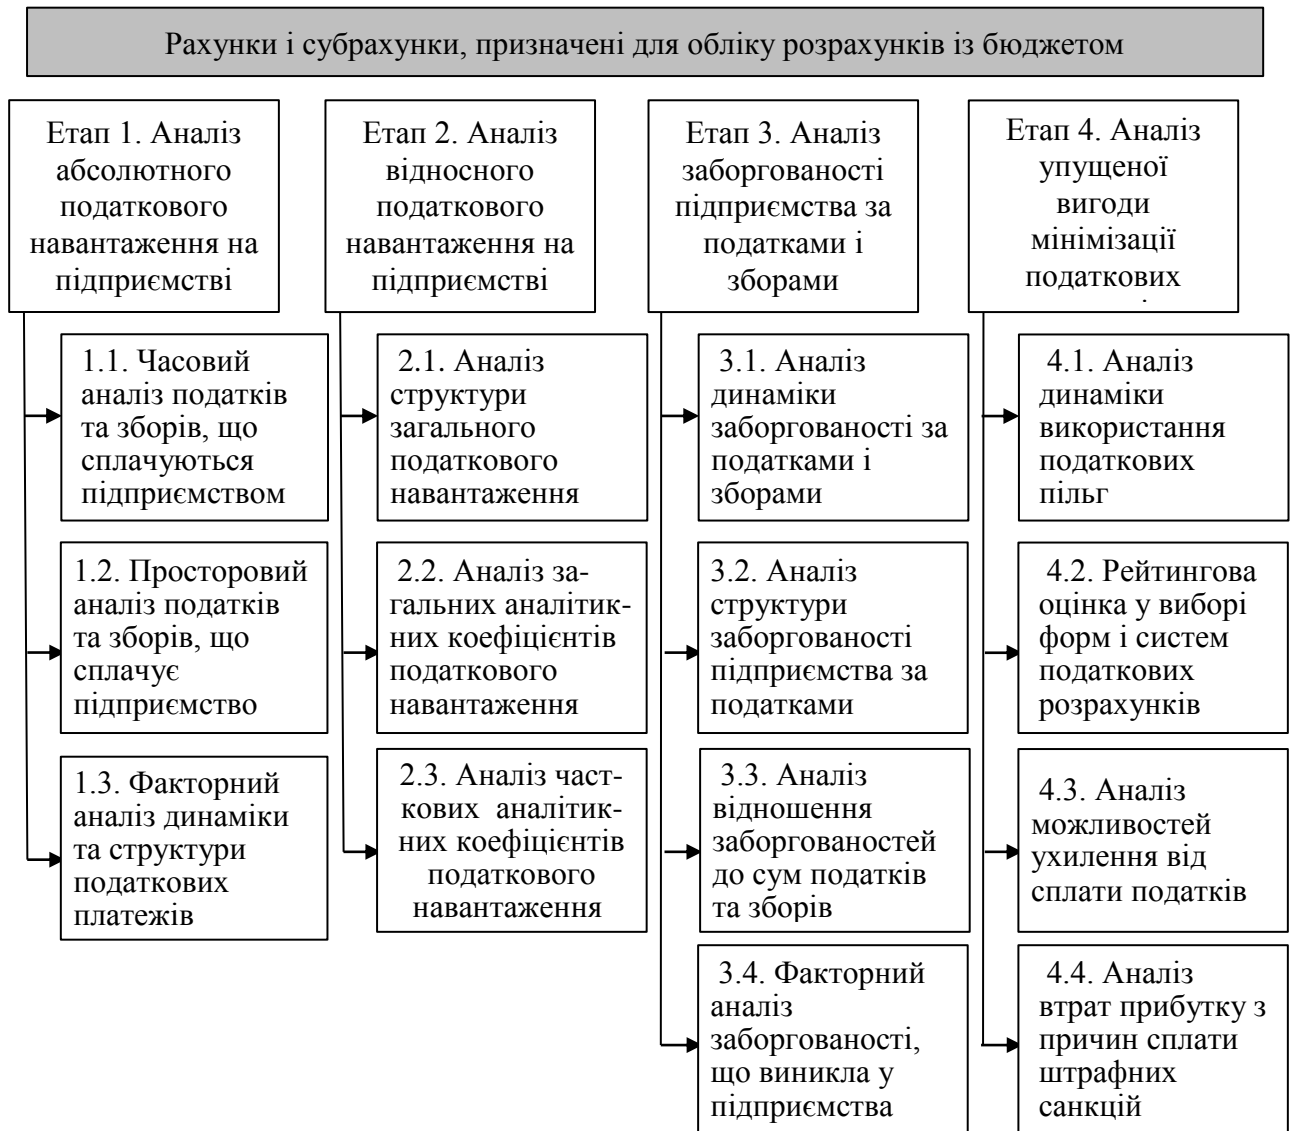 Рахунки і субрахунки, призначені для обліку розрахунків із бюджетом
Етап 1. Аналіз
абсолютного
податкового
навантаження на
підприємстві
1.1. Часовий
аналіз податків
та зборів, що
сплачуються
підприємством
1.2. Просторовий
аналіз податків
та зборів, що
сплачує
підприємство
1.3. Факторний
аналіз динаміки
та структури
податкових
платежів
Етап 2. Аналіз
відносного
податкового
навантаження на
підприємстві
2.1. Аналіз
структури
загального
податкового
навантаження
2.2. Аналіз за-
гальних аналітик-
них коефіцієнтів
податкового
навантаження
2.3. Аналіз част-
кових аналітик-
них коефіцієнтів
податкового
навантаження
Етап 3. Аналіз
заборгованості
підприємства за
податками і
зборами
3.1. Аналіз
динаміки
заборгованості за
податками і
зборами
3.2. Аналіз
структури
заборгованості
підприємства за
податками
3.3. Аналіз
відношення
заборгованостей
до сум податків
та зборів
3.4. Факторний
аналіз
заборгованості,
що виникла у
підприємства
Етап 4. Аналіз
упущеної
вигоди
мінімізації
податкових
4.1. Аналіз
динаміки
використання
податкових
пільг
4.2. Рейтингова
оцінка у виборі
форм і систем
податкових
розрахунків
4.3. Аналіз
можливостей
ухилення від
сплати податків
4.4. Аналіз
втрат прибутку з
причин сплати
штрафних
санкцій